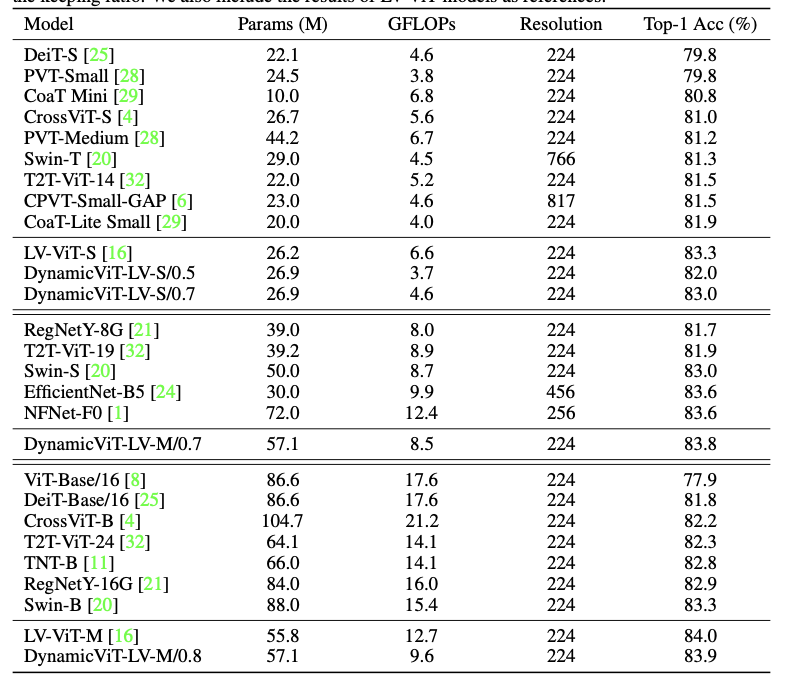 the keeping ratio. We also include the results of LV-ViT models as references.
Model Params (M) GFLOPs Resolution Top-1 Acc (%)
DeiT-S [25] 22.1 4.6 224 79.8
PVT-Small [28] 24.5 3.8 224 79.8
CoaT Mini [29] 10.0 6.8 224 80.8
CrossViT-S [4] 26.7 5.6 224 81.0
PVT-Medium [28] 44.2 6.7 224 81.2
Swin-T [20] 29.0 4.5 766 81.3
T2T-ViT-14 [32] 22.0 5.2 224 81.5
CPVT-Small-GAP [6] 23.0 4.6 817 81.5
CoaT-Lite Small [29] 20.0 4.0 224 81.9
LV-ViT-S [16] 26.2 6.6 224 83.3
DynamicViT-LV-S/0.5 26.9 3.7 224 82.0
DynamicViT-LV-S/0.7 26.9 4.6 224 83.0
RegNetY-8G [21] 39.0 8.0 224 81.7
T2T-ViT-19 [32] 39.2 8.9 224 81.9
Swin-S [20] 50.0 8.7 224 83.0
EfficientNet-B5 [24] 30.0 9.9 456 83.6
NFNet-F0 [1] 72.0 12.4 256 83.6
DynamicViT-LV-M/0.7 57.1 8.5 224 83.8
ViT-Base/16 [8] 86.6 17.6 224 77.9
DeiT-Base/16 [25] 86.6 17.6 224 81.8
CrossViT-B [4] 104.7 21.2 224 82.2
T2T-ViT-24 [32] 64.1 14.1 224 82.3
TNT-B [11] 66.0 14.1 224 82.8
RegNetY-16G [21] 84.0 16.0 224 82.9
Swin-B [20] 88.0 15.4 224 83.3
LV-ViT-M [16] 55.8 12.7 224 84.0
DynamicViT-LV-M/0.8 57.1 9.6 224 83.9